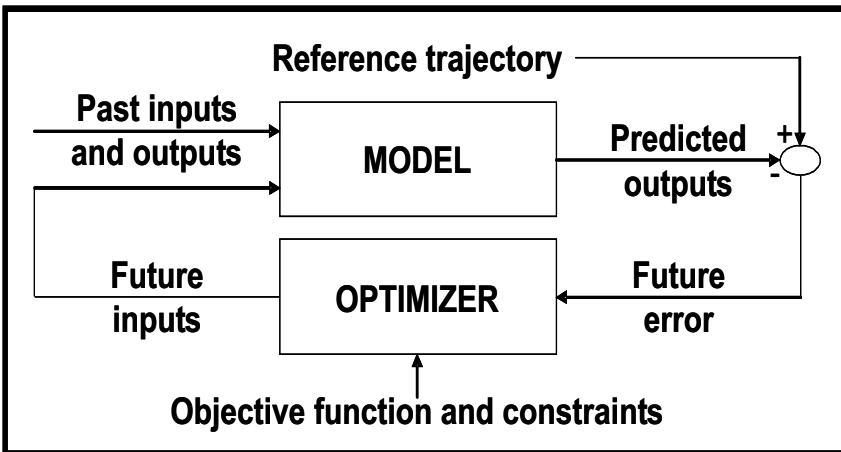 Reference trajectory
Past inputs
and outputs
MODEL
+
Predicted
outputs
-
Future
inputs
OPTIMIZER
Future
error
Objective function and constraints